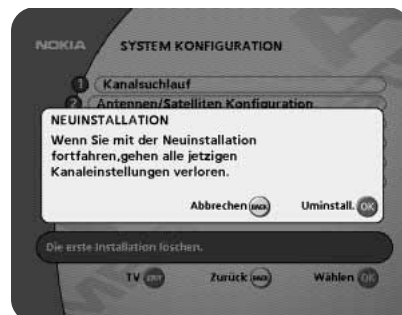 NOKIA
SYSTEM KONFIGURATION
1 Kanalsuchlauf
2 Antennen/Satelliten Konfiguration
NEUINSTALLATION
Wenn Sie mit der Neuinstallation
fortfahren,gehen alle jetzigen
Kanaleinstellungen verloren.
Abbrechen BACK Uminstall. OK
Die erste Installation löschen.
TV EXIT Zurück BACK Wählen OK